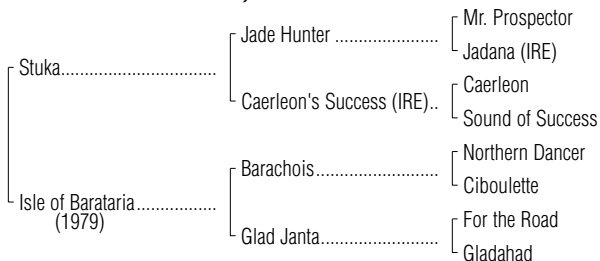 Mr. Prospector
Jade Hunter ..................
Jadana (IRE)
Stuka...............................
Caerleon
Caerleon's Success (IRE)..
Sound of Success
Northern Dancer
Barachois.....................
Ciboulette
Isle of Barataria................
(1979)
For the Road
Glad Janta.....................
Gladahad